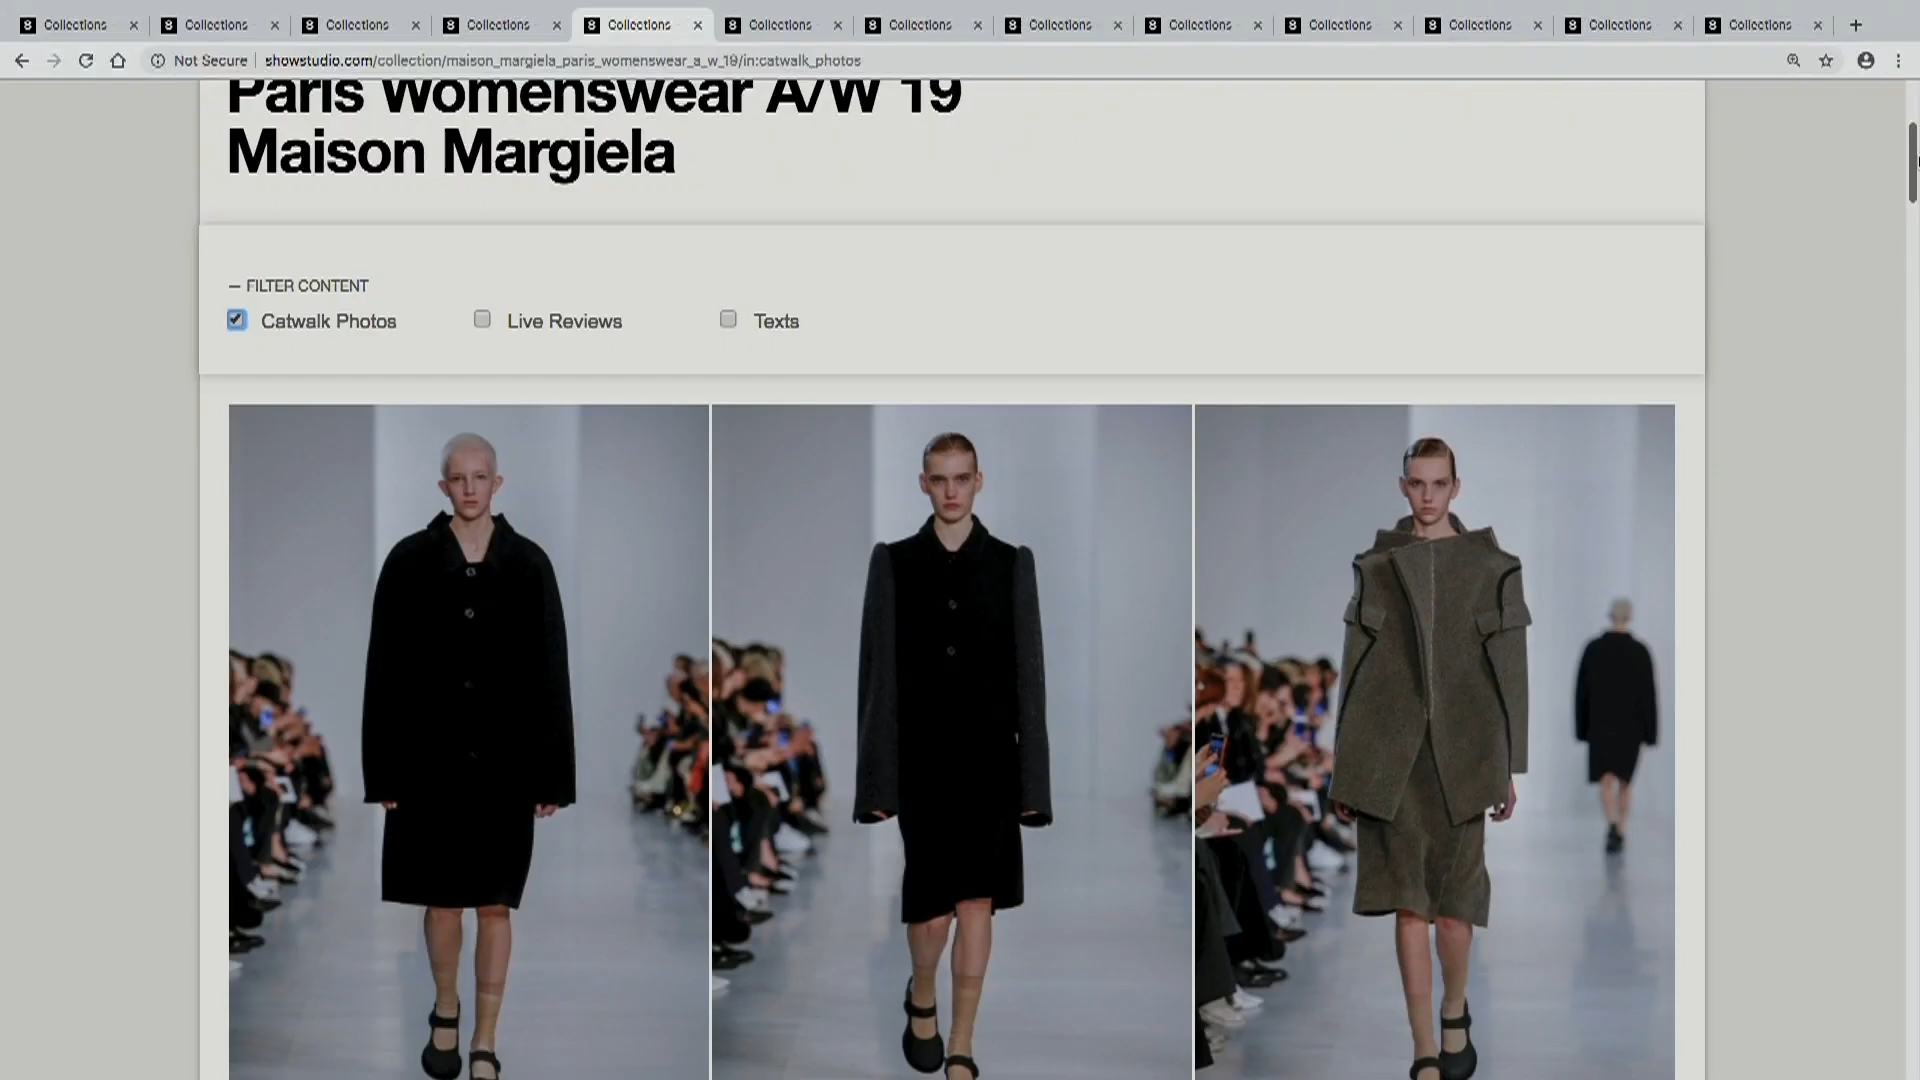 Collections Collections Collections Collections Collections Collections Collections Collections Collections Collections Collections Collections Collections
Not Secure showstudio.com/collection/maison_margiela_paris_womenswear_a_w_19/in:catwalk_photos
Paris Womenswear A/W 19
Maison Margiela
— FILTER CONTENT
Catwalk Photos Live Reviews Texts